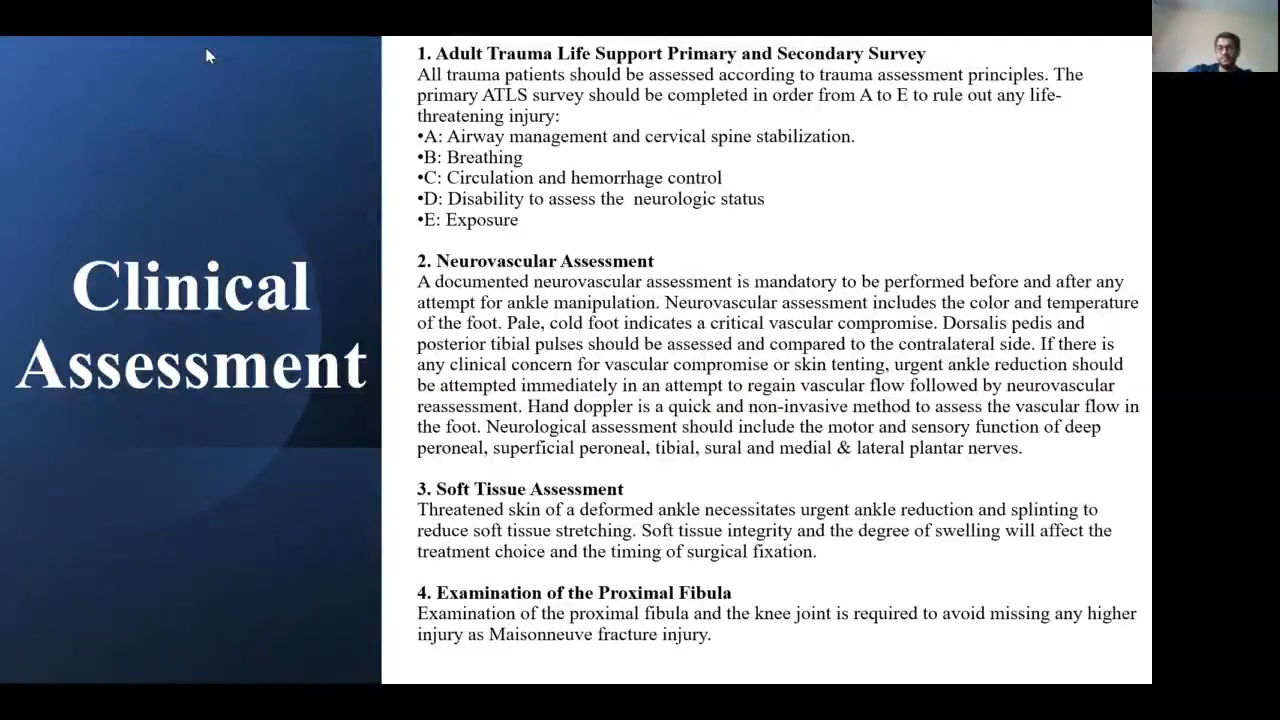 Clinical
Assessment
1. Adult Trauma Life Support Primary and Secondary Survey
All trauma patients should be assessed according to trauma assessment principles. The
primary ATLS survey should be completed in order from A to E to rule out any life-
threatening injury:
•A: Airway management and cervical spine stabilization.
•B: Breathing
•C: Circulation and hemorrhage control
•D: Disability to assess the  neurologic status
•E: Exposure
2. Neurovascular Assessment
A documented neurovascular assessment is mandatory to be performed before and after any
attempt for ankle manipulation. Neurovascular assessment includes the color and temperature
of the foot. Pale, cold foot indicates a critical vascular compromise. Dorsalis pedis and
posterior tibial pulses should be assessed and compared to the contralateral side. If there is
any clinical concern for vascular compromise or skin tenting, urgent ankle reduction should
be attempted immediately in an attempt to regain vascular flow followed by neurovascular
reassessment. Hand doppler is a quick and non-invasive method to assess the vascular flow in
the foot. Neurological assessment should include the motor and sensory function of deep
peroneal, superficial peroneal, tibial, sural and medial & lateral plantar nerves.
3. Soft Tissue Assessment
Threatened skin of a deformed ankle necessitates urgent ankle reduction and splinting to
reduce soft tissue stretching. Soft tissue integrity and the degree of swelling will affect the
treatment choice and the timing of surgical fixation.
4. Examination of the Proximal Fibula
Examination of the proximal fibula and the knee joint is required to avoid missing any higher
injury as Maisonneuve fracture injury.